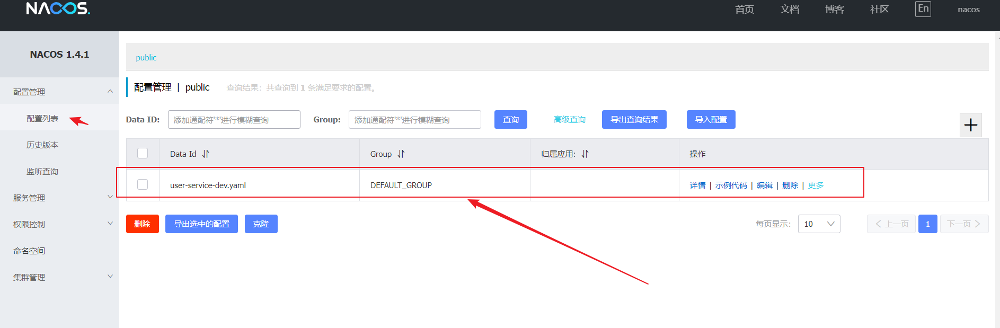 NACOS.
首页 文档 博客 社区 En nacos
NACOS 1.4.1
配置管理
配置列表
历史版本
监听查询
服务管理
权限控制
命名空间
集群管理
public
配置管理 | public 查询结果：共查询到 1 条满足要求的配置。
Data ID: 添加通配符'*'进行模糊查询 Group: 添加通配符'*'进行模糊查询 查询 高级查询 导出查询结果 导入配置
Data Id Group 归属应用: 操作
user-service-dev.yaml DEFAULT_GROUP 详情 | 示例代码 | 编辑 | 删除 | 更多
删除 导出选中的配置 克隆 每页显示: 10 上一页 1 下一页